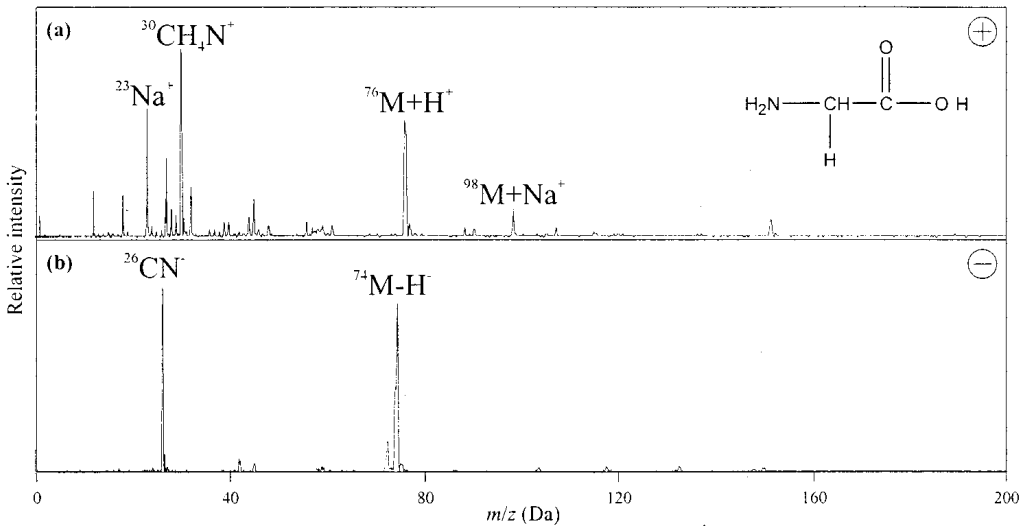 (a)
³⁰CH₄N⁺
²³Na⁺
⁷⁶M+H⁺
⁹⁸M+Na⁺
+
O
H₂N
CH
C
O H
H
Relative intensity
(b)
²⁶CN⁻
⁷⁴M-H⁻
−
0
40
80
120
160
200
m/z (Da)